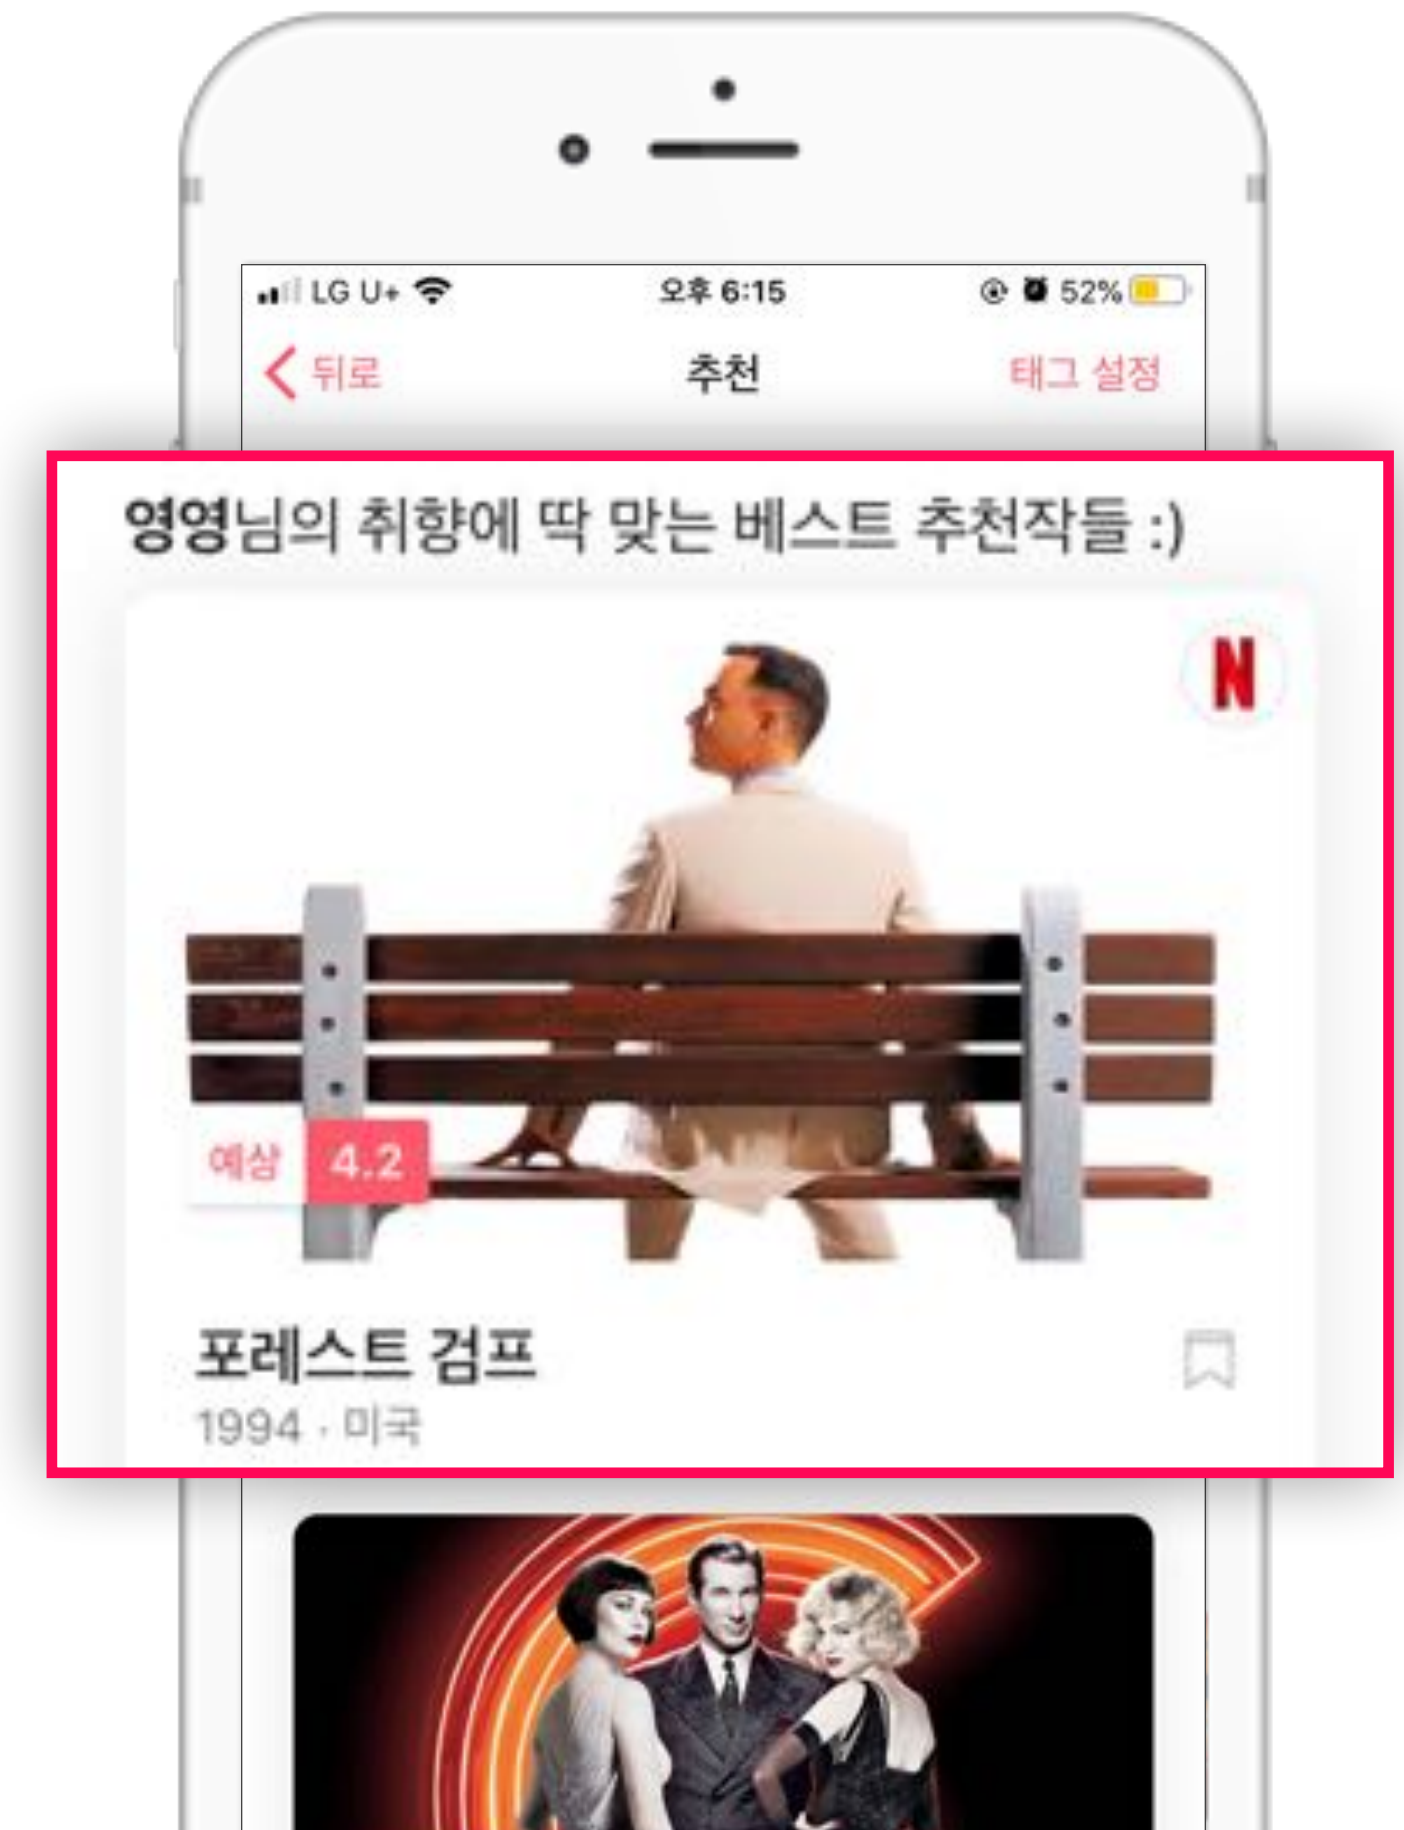 LG U+ 오후 6:15 52%
뒤로 추천 태그 설정
영영님의 취향에 딱 맞는 베스트 추천작들 :)
N
예상 4.2
포레스트 검프
1994 · 미국